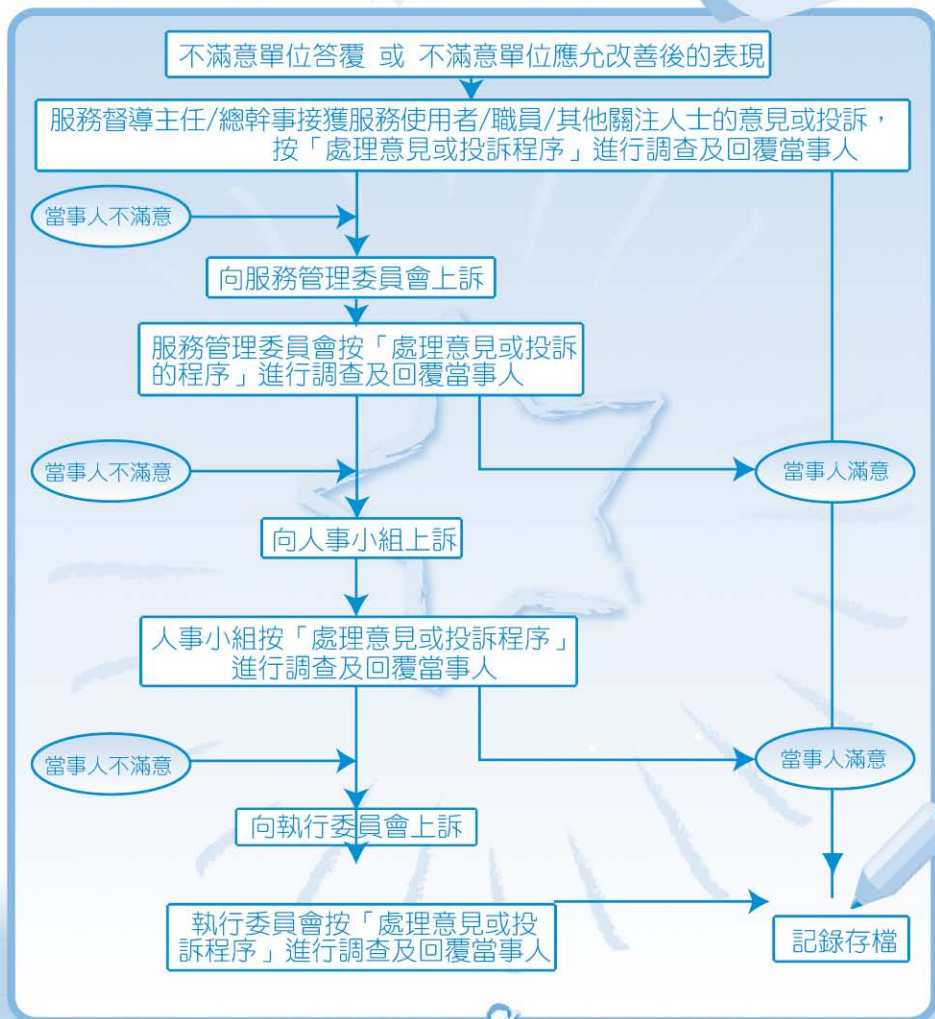 不滿意單位答覆 或 不滿意單位應允改善後的表現
服務督導主任/總幹事接獲服務使用者/職員/其他關注人士的意見或投訴，
按「處理意見或投訴程序」進行調查及回覆當事人
當事人不滿意
向服務管理委員會上訴
服務管理委員會按「處理意見或投訴
的程序」進行調查及回覆當事人
當事人不滿意
當事人滿意
向人事小組上訴
人事小組按「處理意見或投訴程序」
進行調查及回覆當事人
當事人不滿意
當事人滿意
向執行委員會上訴
執行委員會按「處理意見或投
訴程序」進行調查及回覆當事人
記錄存檔